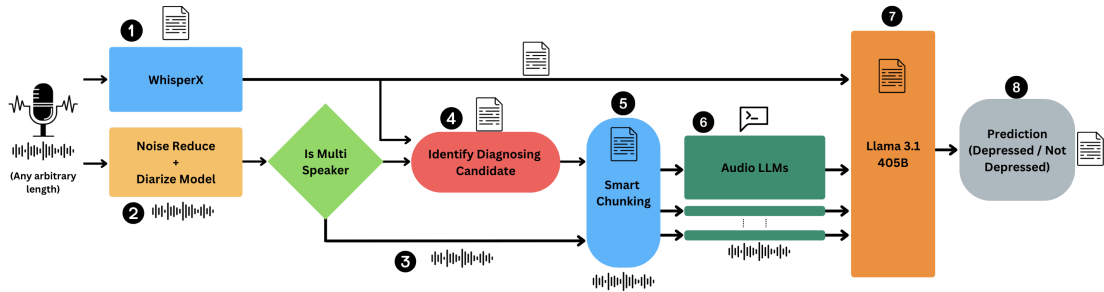 1
WhisperX
(Any arbitrary
length)
Noise Reduce
+
Diarize Model
2
Is Multi
Speaker
3
4
Identify Diagnosing
Candidate
5
Smart
Chunking
6
>_
Audio LLMs
7
Llama 3.1
405B
8
Prediction
(Depressed / Not
Depressed)